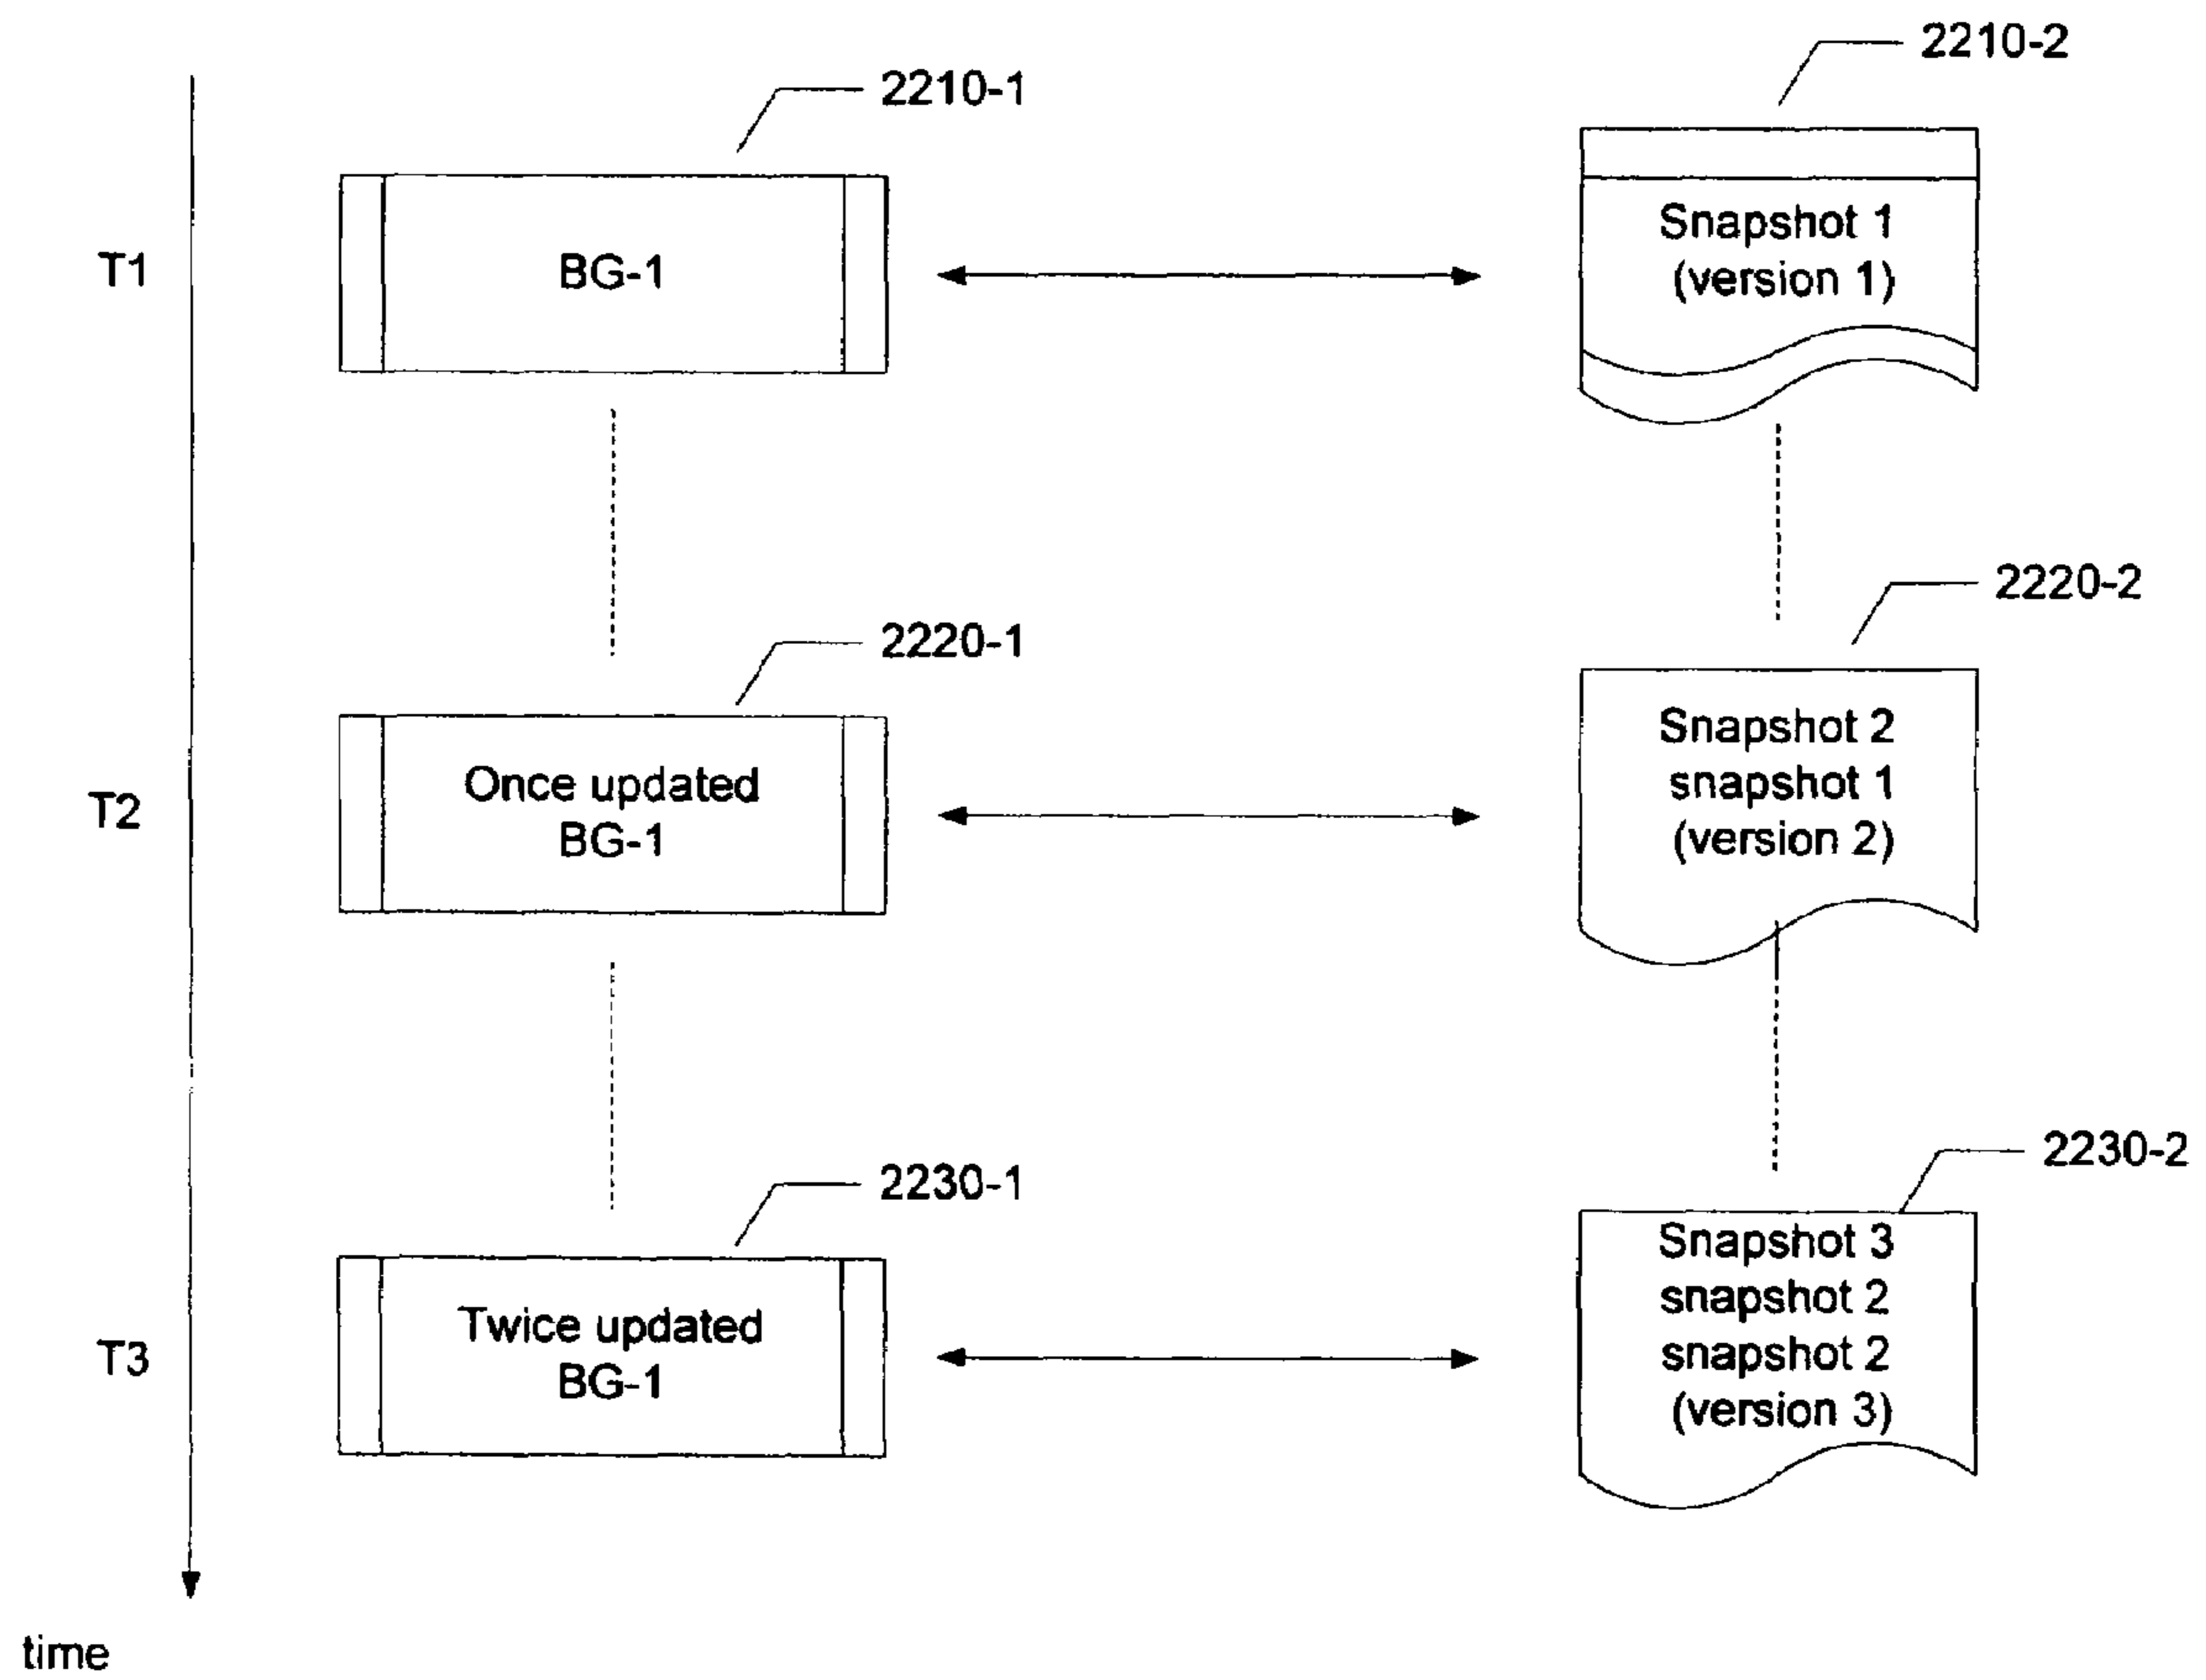 2210-2
2210-1
T1
BG-1
Snapshot 1
(version 1)
2220-2
2220-1
T2
Once updated
BG-1
Snapshot 2
snapshot 1
(version 2)
2230-2
2230-1
T3
Twice updated
BG-1
Snapshot 3
snapshot 2
snapshot 2
(version 3)
time